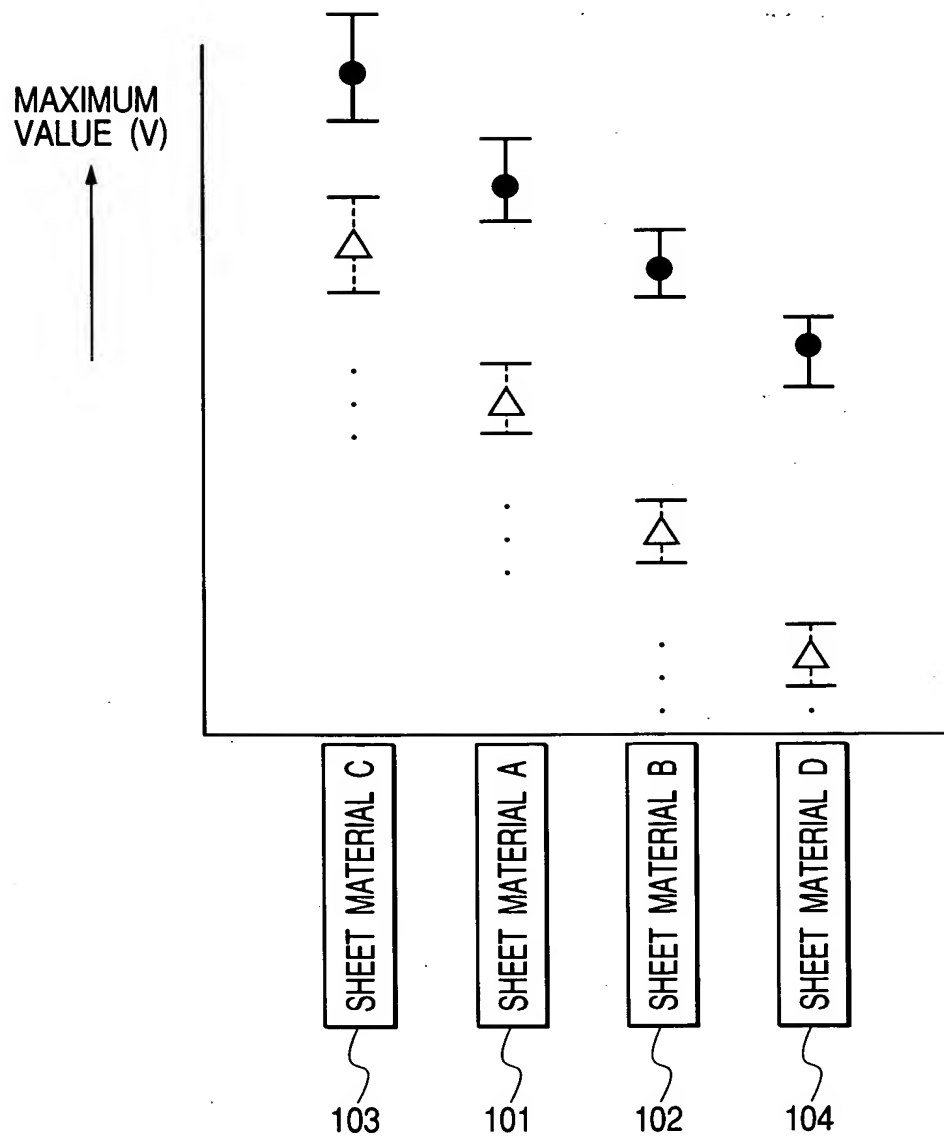 MAXIMUM
VALUE (V)
SHEET MATERIAL C
SHEET MATERIAL A
SHEET MATERIAL B
SHEET MATERIAL D
103
101
102
104